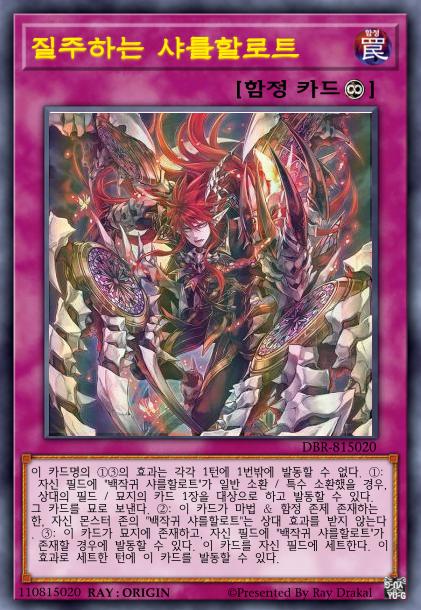 질주하는 샤를할로트
함정
罠
[함정 카드∞]
DBR-815020
이 카드명의 ①③의 효과는 각각 1턴에 1번밖에 발동할 수 없다. ①:
자신 필드에 "백작귀 샤를할로트"가 일반 소환 / 특수 소환했을 경우,
상대의 필드 / 묘지의 카드 1장을 대상으로 하고 발동할 수 있다.
그 카드를 묘로 보낸다. ②: 이 카드가 마법 & 함정 존제 존재하는
한, 자신 몬스터 존의 "백작귀 샤를할로트"는 상대 효과를 받지 않는다
. ③: 이 카드가 묘지에 존재하고, 자신 필드에 "백작귀 샤를할로트"가
존재할 경우에 발동할 수 있다. 이 카드를 자신 필드에 세트한다. 이
효과로 세트한 턴에 이 카드를 발동할 수 있다.
110815020 RAY : ORIGIN ©Presented By Ray Drakal